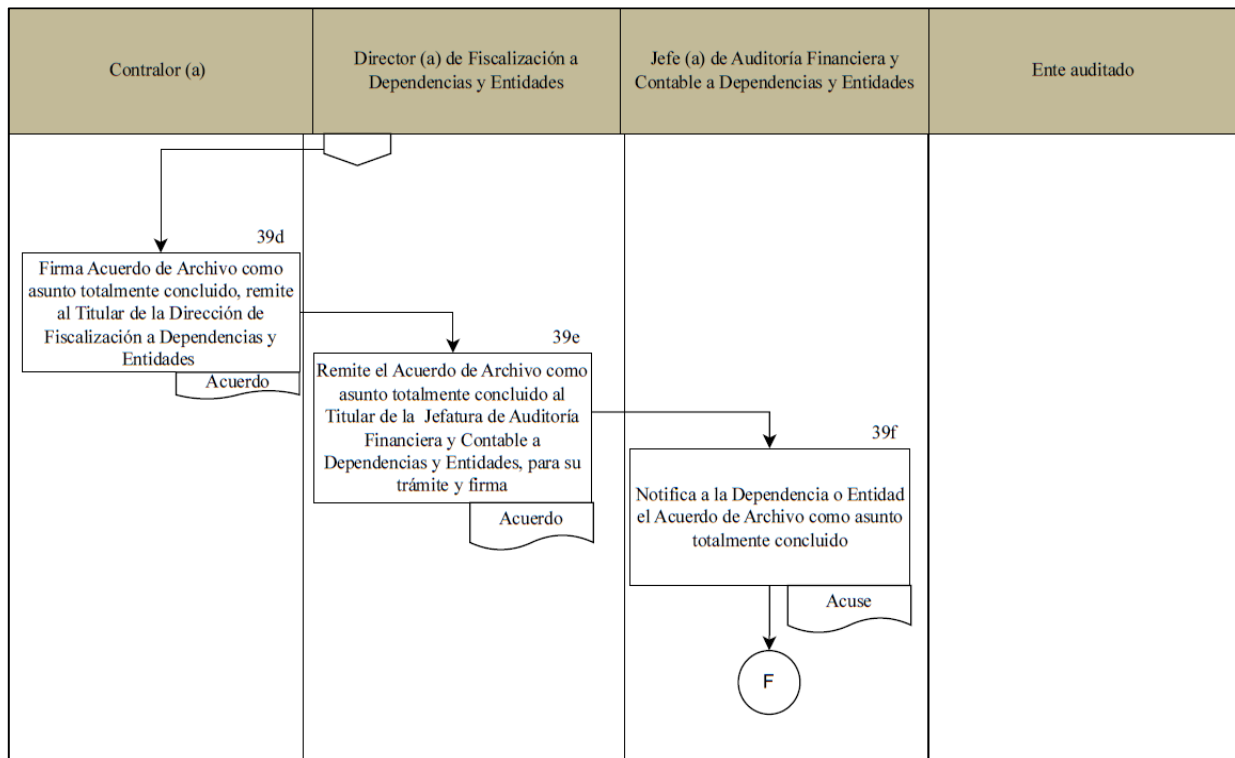 Contralor (a)
Director (a) de Fiscalización a
Dependencias y Entidades
Jefe (a) de Auditoría Financiera y
Contable a Dependencias y Entidades
Ente auditado
39d
Firma Acuerdo de Archivo como
asunto totalmente concluido, remite
al Titular de la Dirección de
Fiscalización a Dependencias y
Entidades
Acuerdo
39e
Remite el Acuerdo de Archivo como
asunto totalmente concluido al
Titular de la Jefatura de Auditoría
Financiera y Contable a
Dependencias y Entidades, para su
trámite y firma
Acuerdo
39f
Notifica a la Dependencia o Entidad
el Acuerdo de Archivo como asunto
totalmente concluido
Acuse
F